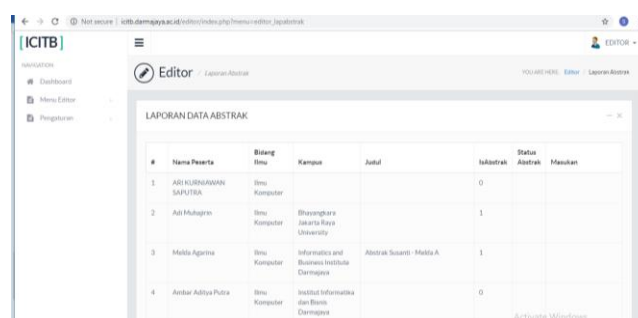 Not secure | icitb.darmajaya.ac.id/editor/index.php?menu=editor_lapabstrak
[ICITB]
EDITOR
NAVIGATION
Dashboard
Menu Editor
Pengaturan
Editor / Laporan Abstrak
YOU ARE HERE: Editor / Laporan Abstrak
LAPORAN DATA ABSTRAK
# Nama Peserta Bidang Ilmu Kampus Judul IsAbstrak Status Abstrak Masukan
1 ARI KURNIAWAN SAPUTRA Ilmu Komputer 0
2 Adi Muhajirin Ilmu Komputer Bhayangkara Jakarta Raya University 1
3 Melda Agarina Ilmu Komputer Informatics and Business Institute Darmajaya Abstrak Susanti - Melda A 1
4 Ambar Aditya Putra Ilmu Komputer Institut Informatika dan Bisnis Darmajaya 0
Activate Windows